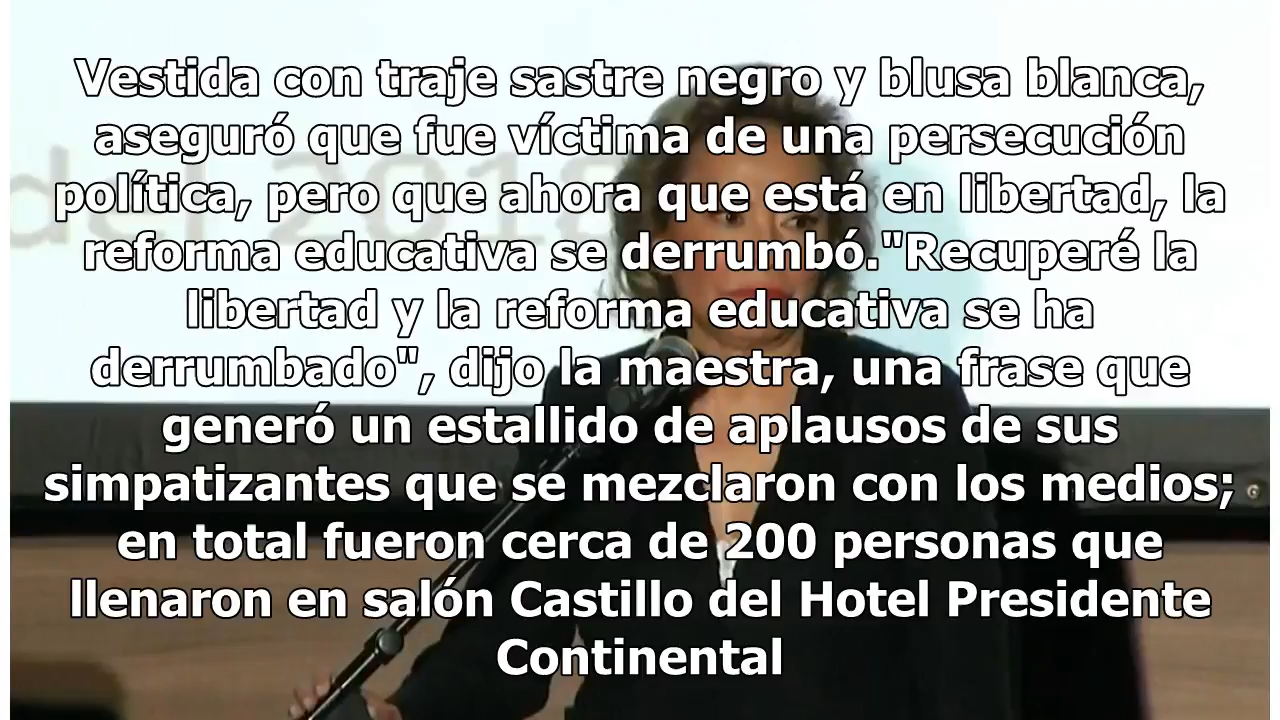 Vestida con traje sastre negro y blusa blanca,
aseguró que fue víctima de una persecución
política, pero que ahora que está en libertad, la
reforma educativa se derrumbó."Recuperé la
libertad y la reforma educativa se ha
derrumbado", dijo la maestra, una frase que
generó un estallido de aplausos de sus
simpatizantes que se mezclaron con los medios;
en total fueron cerca de 200 personas que
llenaron en salón Castillo del Hotel Presidente
Continental
del 2018